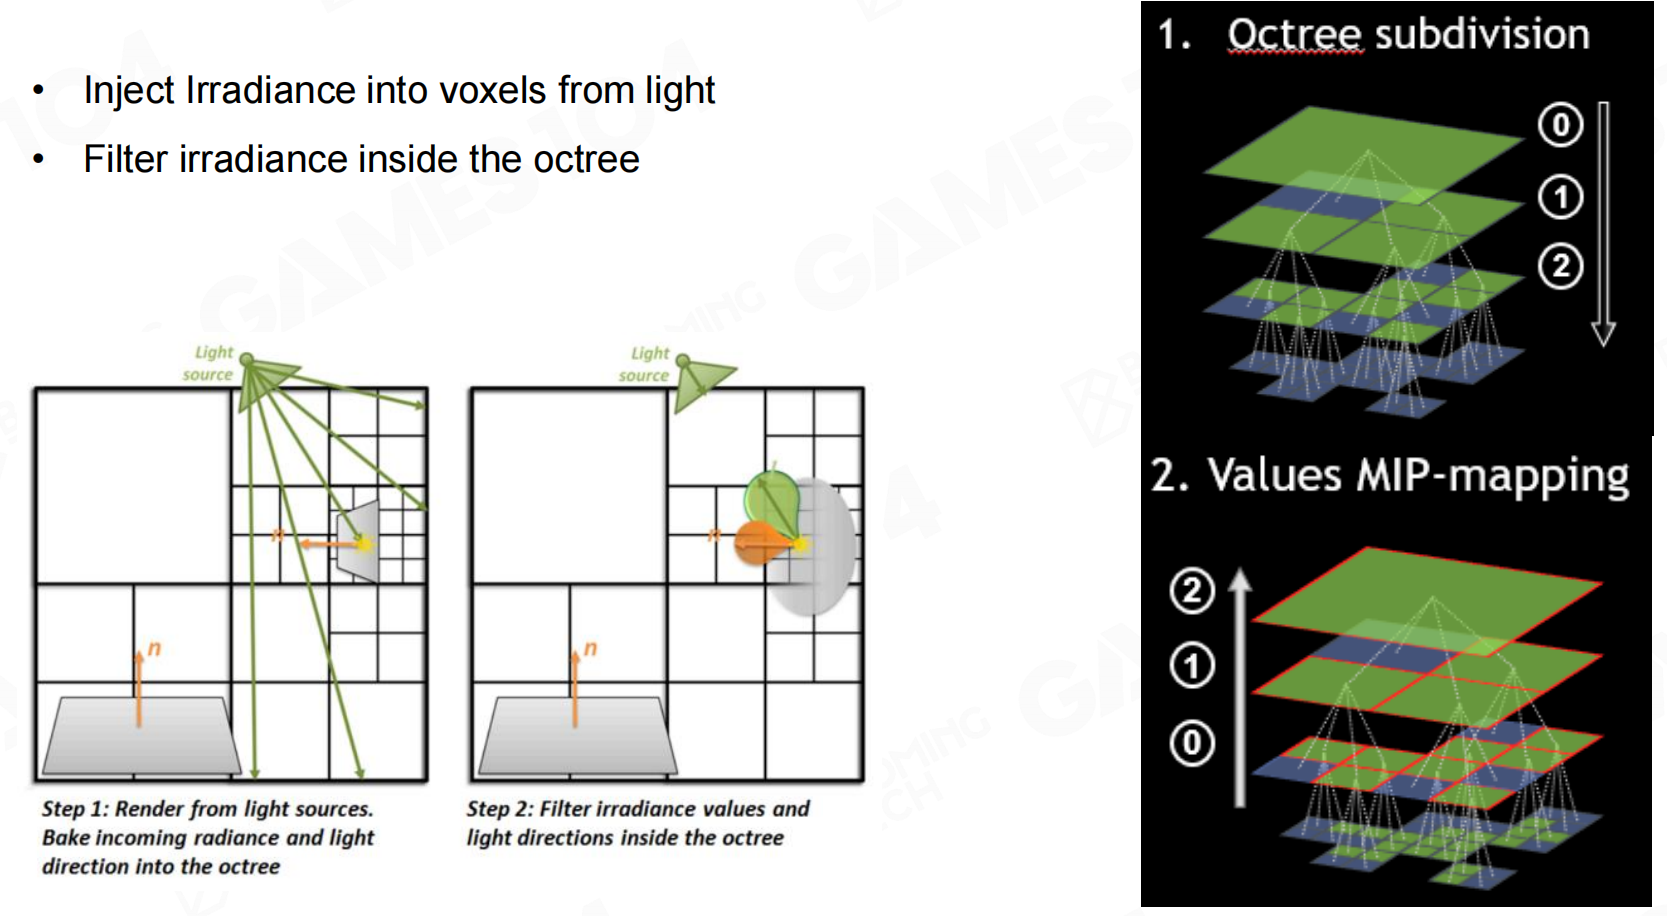 • Inject Irradiance into voxels from light
• Filter irradiance inside the octree
Light
source
n
n
Step 1: Render from light sources.
Bake incoming radiance and light
direction into the octree
Light
source
n
n
Step 2: Filter irradiance values and
light directions inside the octree
1. Octree subdivision
0
1
2
2. Values MIP-mapping
2
1
0
GAMES104
GAMES104